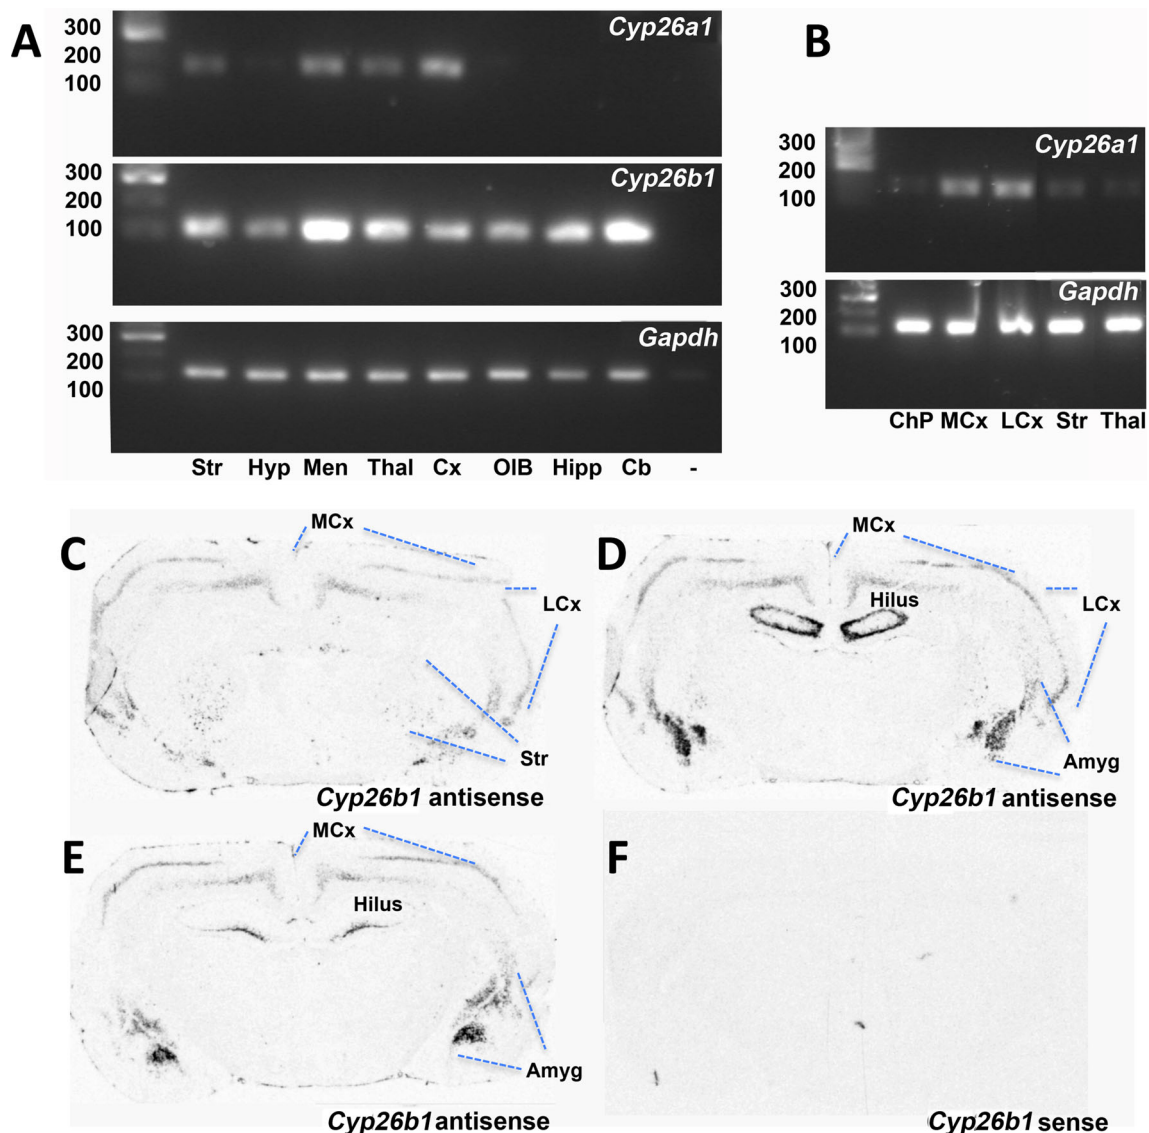 A
300
200
100
Cyp26a1
300
200
100
Cyp26b1
300
200
100
Gapdh
Str Hyp Men Thal Cx OlB Hipp Cb -
B
300
200
100
Cyp26a1
300
200
100
Gapdh
ChP MCx LCx Str Thal
C
MCx
LCx
Str
Cyp26b1 antisense
D
MCx
Hilus
LCx
Amyg
Cyp26b1 antisense
E
MCx
Hilus
Amyg
Cyp26b1 antisense
F
Cyp26b1 sense